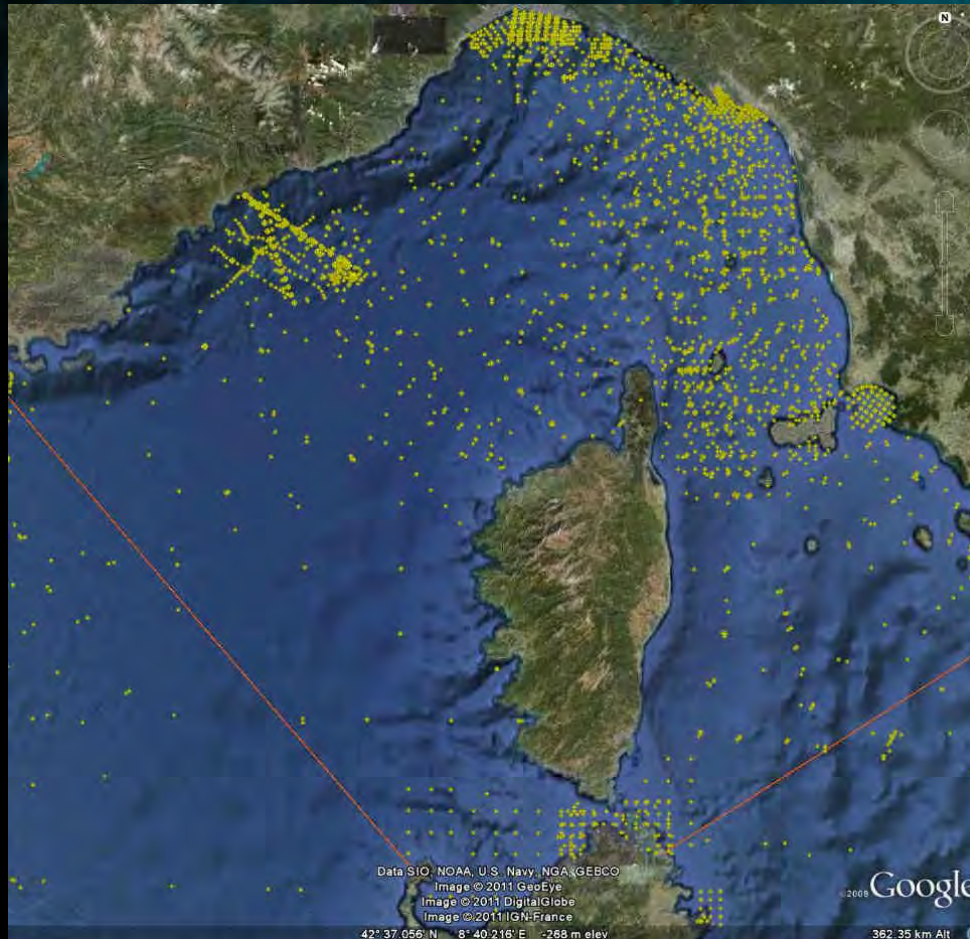 N
Data SIO, NOAA, U.S. Navy, NGA, GEBCO
Image © 2011 GeoEye
Image © 2011 DigitalGlobe
Image © 2011 IGN-France
©2009 Google
42° 37.056' N 8° 40.216' E -268 m elev 362.35 km Alt